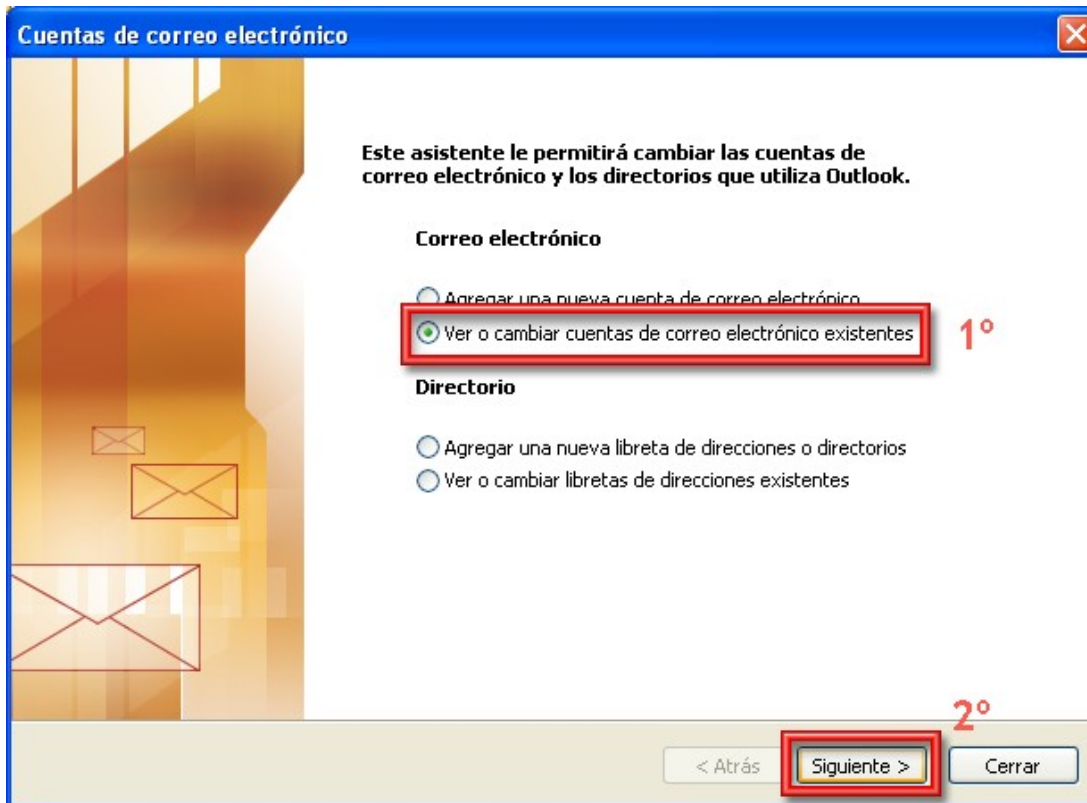 Cuentas de correo electrónico
Este asistente le permitirá cambiar las cuentas de
correo electrónico y los directorios que utiliza Outlook.
Correo electrónico
Agregar una nueva cuenta de correo electrónico
Ver o cambiar cuentas de correo electrónico existentes
1º
Directorio
Agregar una nueva libreta de direcciones o directorios
Ver o cambiar libretas de direcciones existentes
2º
< Atrás
Siguiente >
Cerrar